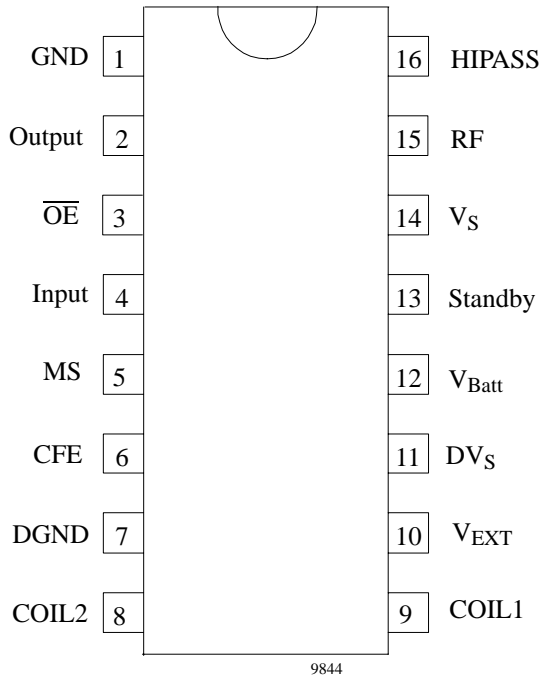 GND 1 16 HIPASS
Output 2 15 RF
O̅E̅ 3 14 VS
Input 4 13 Standby
MS 5 12 VBatt
CFE 6 11 DVS
DGND 7 10 VEXT
COIL2 8 9 COIL1
9844